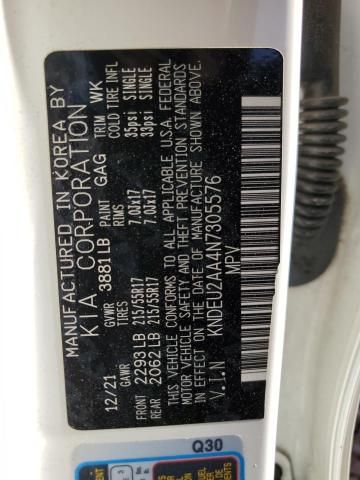 MANUFACTURED IN KOREA BY
KIA CORPORATION
12/21 GVWR 3881LB PAINT GAG TRIM WK
GAWR RIMS COLD TIRE INFL
FRONT 2293LB 215/55R17 7.0JX17 35psi SINGLE
REAR 2062LB 215/55R17 7.0JX17 33psi SINGLE
THIS VEHICLE CONFORMS TO ALL APPLICABLE U.S.A. FEDERAL
MOTOR VEHICLE SAFETY AND THEFT PREVENTION STANDARDS
IN EFFECT ON THE DATE OF MANUFACTURE SHOWN ABOVE.
V.I.N KNDEU2AA4N7305576
MPV
Q30